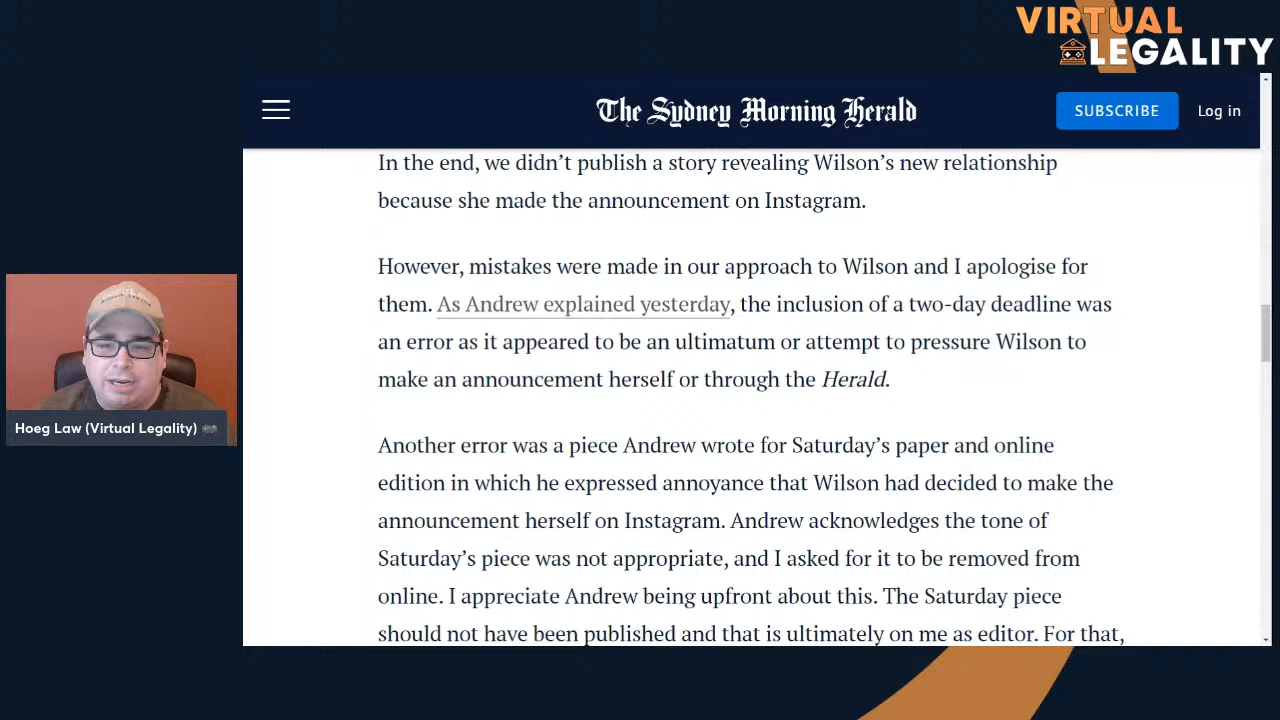 VIRTUAL
LEGALITY
The Sydney Morning Herald
SUBSCRIBE
Log in
In the end, we didn’t publish a story revealing Wilson’s new relationship
because she made the announcement on Instagram.
However, mistakes were made in our approach to Wilson and I apologise for
them. As Andrew explained yesterday, the inclusion of a two-day deadline was
an error as it appeared to be an ultimatum or attempt to pressure Wilson to
make an announcement herself or through the Herald.
Another error was a piece Andrew wrote for Saturday’s paper and online
edition in which he expressed annoyance that Wilson had decided to make the
announcement herself on Instagram. Andrew acknowledges the tone of
Saturday’s piece was not appropriate, and I asked for it to be removed from
online. I appreciate Andrew being upfront about this. The Saturday piece
should not have been published and that is ultimately on me as editor. For that,
Hoeg Law (Virtual Legality)